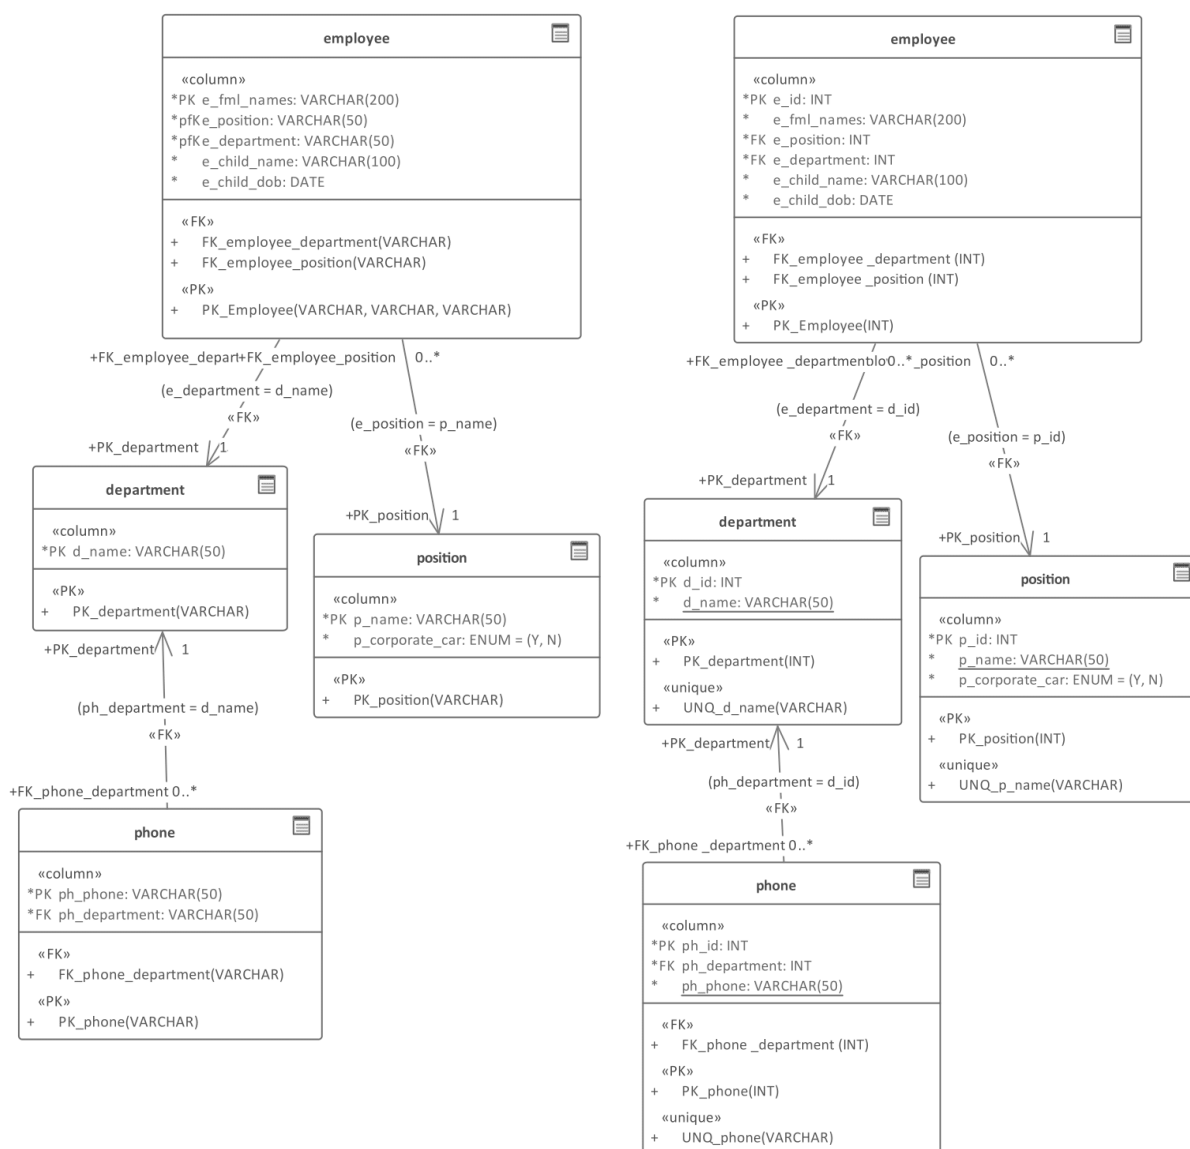 employee
«column»
*PK e_fml_names: VARCHAR(200)
*pfK e_position: VARCHAR(50)
*pfK e_department: VARCHAR(50)
* e_child_name: VARCHAR(100)
* e_child_dob: DATE
«FK»
+ FK_employee_department(VARCHAR)
+ FK_employee_position(VARCHAR)
«PK»
+ PK_Employee(VARCHAR, VARCHAR, VARCHAR)
+FK_employee_depart
+FK_employee_position 0..*
(e_department = d_name)
«FK»
(e_position = p_name)
«FK»
+PK_department 1
department
«column»
*PK d_name: VARCHAR(50)
«PK»
+ PK_department(VARCHAR)
+PK_position 1
position
«column»
*PK p_name: VARCHAR(50)
* p_corporate_car: ENUM = (Y, N)
«PK»
+ PK_position(VARCHAR)
+PK_department 1
(ph_department = d_name)
«FK»
+FK_phone_department 0..*
phone
«column»
*PK ph_phone: VARCHAR(50)
*FK ph_department: VARCHAR(50)
«FK»
+ FK_phone_department(VARCHAR)
«PK»
+ PK_phone(VARCHAR)
employee
«column»
*PK e_id: INT
* e_fml_names: VARCHAR(200)
*FK e_position: INT
*FK e_department: INT
* e_child_name: VARCHAR(100)
* e_child_dob: DATE
«FK»
+ FK_employee _department (INT)
+ FK_employee _position (INT)
«PK»
+ PK_Employee(INT)
+FK_employee _department 0..* _position 0..*
(e_department = d_id)
«FK»
(e_position = p_id)
«FK»
+PK_department 1
department
«column»
*PK d_id: INT
* d_name: VARCHAR(50)
«PK»
+ PK_department(INT)
«unique»
+ UNQ_d_name(VARCHAR)
+PK_position 1
position
«column»
*PK p_id: INT
* p_name: VARCHAR(50)
* p_corporate_car: ENUM = (Y, N)
«PK»
+ PK_position(INT)
«unique»
+ UNQ_p_name(VARCHAR)
+PK_department 1
(ph_department = d_id)
«FK»
+FK_phone _department 0..*
phone
«column»
*PK ph_id: INT
*FK ph_department: INT
* ph_phone: VARCHAR(50)
«FK»
+ FK_phone _department (INT)
«PK»
+ PK_phone(INT)
«unique»
+ UNQ_phone(VARCHAR)